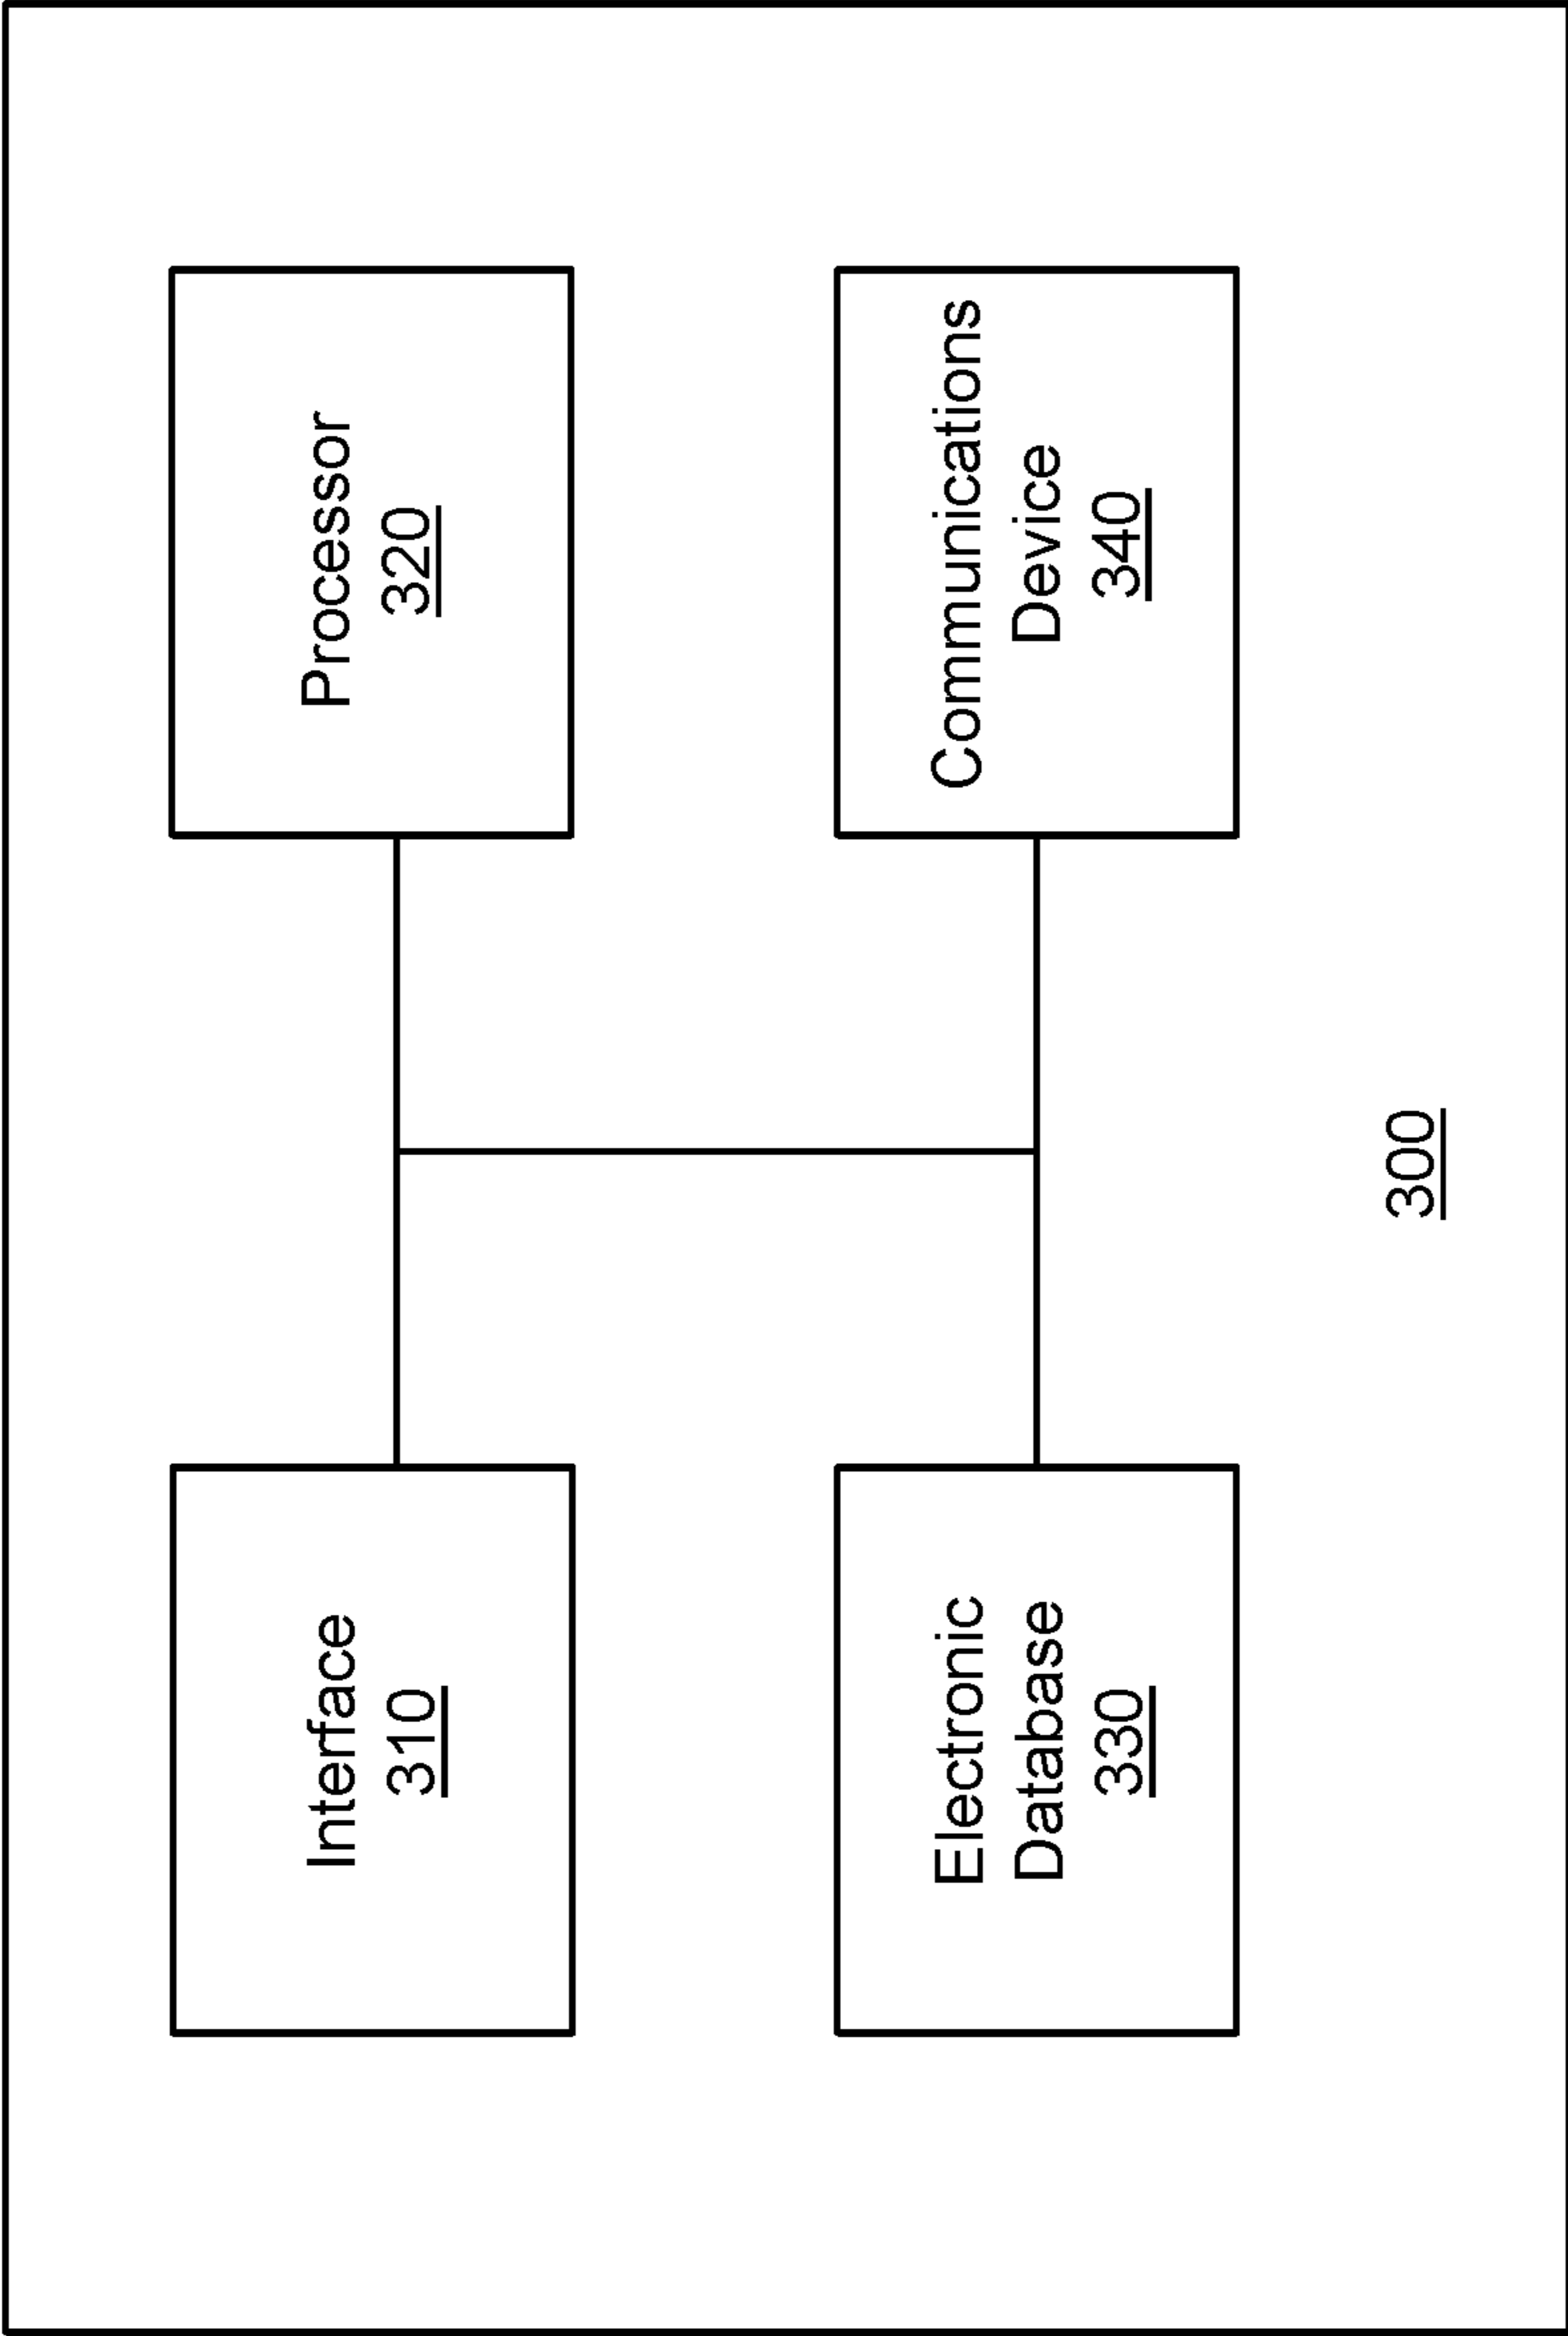 Interface
310
Processor
320
Electronic
Database
330
Communications
Device
340
300